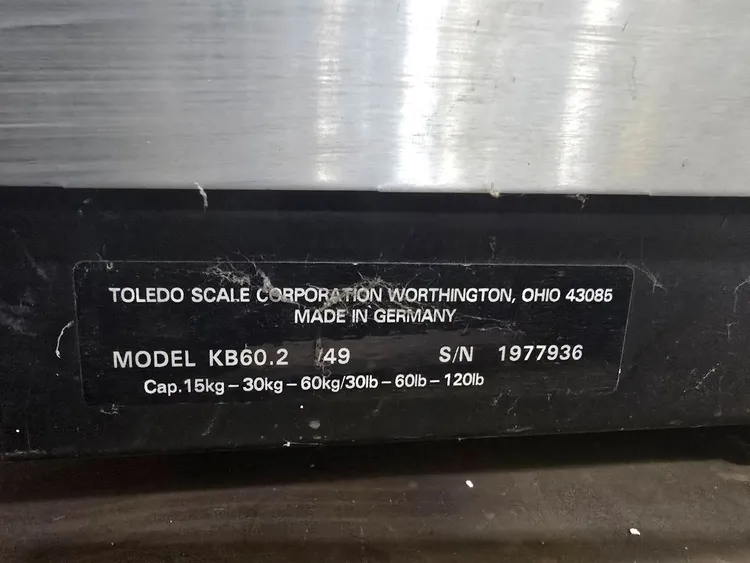 TOLEDO SCALE CORPORATION WORTHINGTON, OHIO 43085
MADE IN GERMANY
MODEL KB60.2 /49 S/N 1977936
Cap.15kg–30kg–60kg/30lb–60lb–120lb